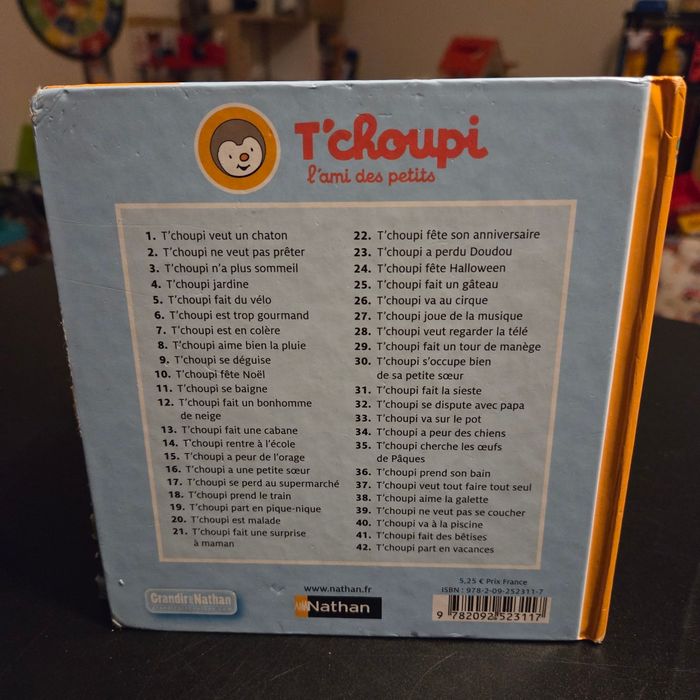 T'choupi
l'ami des petits
1. T'choupi veut un chaton
2. T'choupi ne veut pas prêter
3. T'choupi n'a plus sommeil
4. T'choupi jardine
5. T'choupi fait du vélo
6. T'choupi est trop gourmand
7. T'choupi est en colère
8. T'choupi aime bien la pluie
9. T'choupi se déguise
10. T'choupi fête Noël
11. T'choupi se baigne
12. T'choupi fait un bonhomme
de neige
13. T'choupi fait une cabane
14. T'choupi rentre à l'école
15. T'choupi a peur de l'orage
16. T'choupi a une petite sœur
17. T'choupi se perd au supermarché
18. T'choupi prend le train
19. T'choupi part en pique-nique
20. T'choupi est malade
21. T'choupi fait une surprise
à maman
22. T'choupi fête son anniversaire
23. T'choupi a perdu Doudou
24. T'choupi fête Halloween
25. T'choupi fait un gâteau
26. T'choupi va au cirque
27. T'choupi joue de la musique
28. T'choupi veut regarder la télé
29. T'choupi fait un tour de manège
30. T'choupi s'occupe bien
de sa petite sœur
31. T'choupi fait la sieste
32. T'choupi se dispute avec papa
33. T'choupi va sur le pot
34. T'choupi a peur des chiens
35. T'choupi cherche les œufs
de Pâques
36. T'choupi prend son bain
37. T'choupi veut tout faire tout seul
38. T'choupi aime la galette
39. T'choupi ne veut pas se coucher
40. T'choupi va à la piscine
41. T'choupi fait des bêtises
42. T'choupi part en vacances
Grandir Nathan
www.nathan.fr
Nathan
5,25 € Prix France
ISBN : 978-2-09-252311-7
9 782092 523117